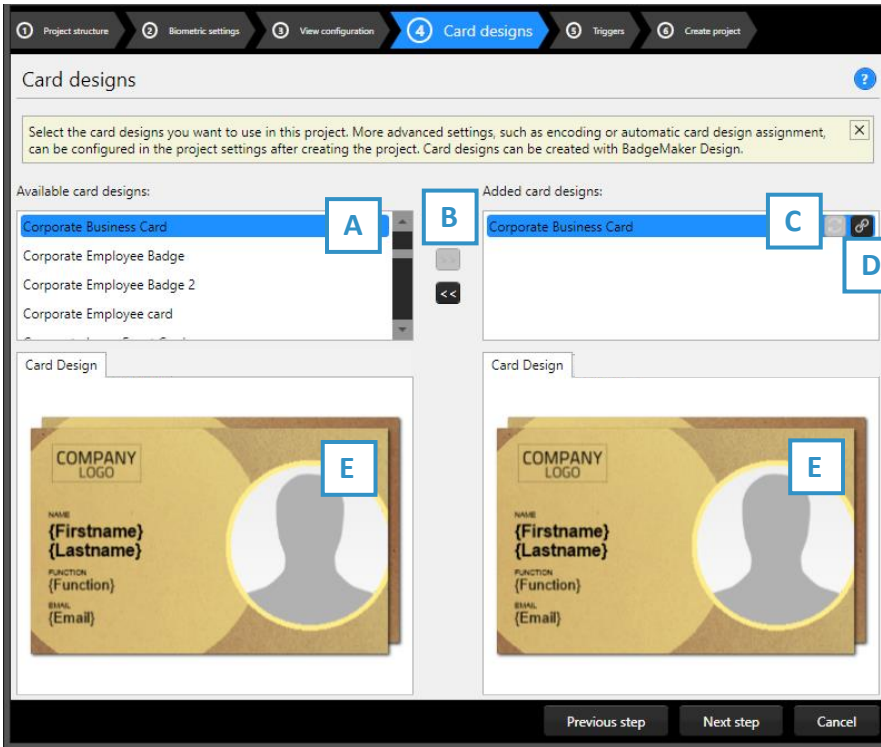 1 Project structure 2 Biometric settings 3 View configuration 4 Card designs 5 Triggers 6 Create project
Card designs
?
Select the card designs you want to use in this project. More advanced settings, such as encoding or automatic card design assignment,
can be configured in the project settings after creating the project. Card designs can be created with BadgeMaker Design.
Available card designs:
Added card designs:
Corporate Business Card
A
B
Corporate Business Card
C
D
Corporate Employee Badge
Corporate Employee Badge 2
Corporate Employee card
>>
<<
Card Design
Card Design
COMPANY
LOGO
E
NAME
{Firstname}
{Lastname}
FUNCTION
{Function}
EMAIL
{Email}
COMPANY
LOGO
E
NAME
{Firstname}
{Lastname}
FUNCTION
{Function}
EMAIL
{Email}
Previous step
Next step
Cancel